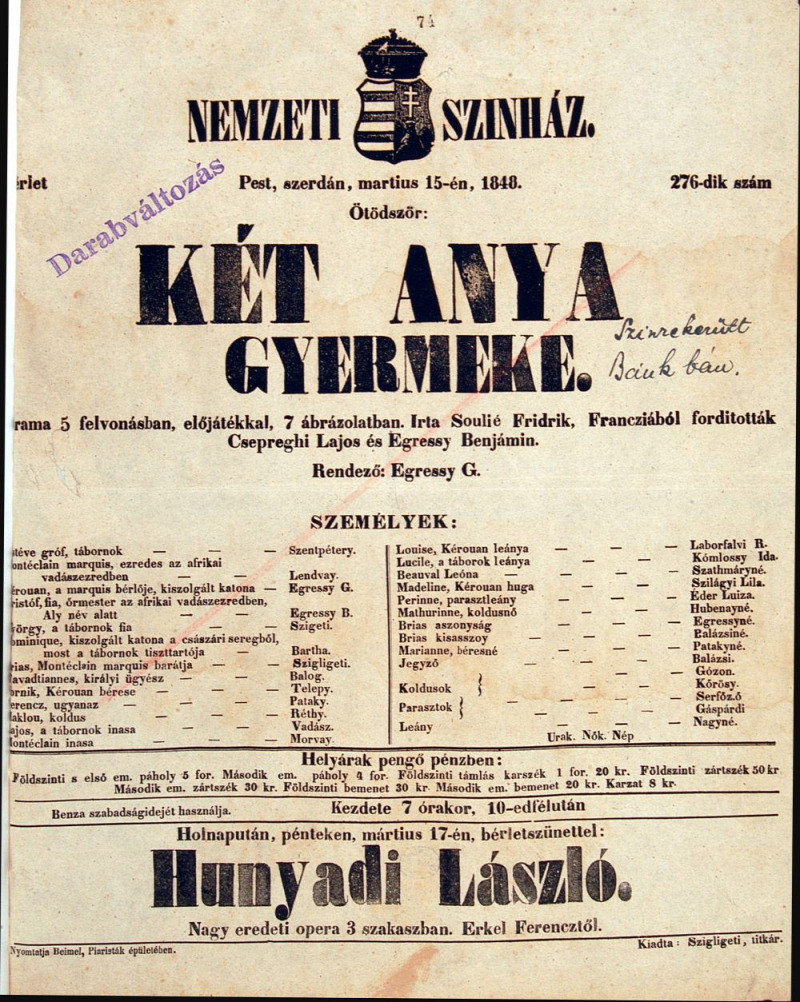 74
NEMZETI SZINHÁZ.
Darabváltozás
Pest, szerdán, martius 15-én, 1848.
276-dik szám
Ötödször:
KÉT ANYA
GYERMEKE.
Szinrekerült
Bánk bán.
rama 5 felvonásban, előjátékkal, 7 ábrázolatban. Irta Soulié Fridrik, Francziából forditották
Csepreghi Lajos és Egressy Benjámin.
Rendező: Egressy G.
SZEMÉLYEK:
téve gróf, tábornok — — — Szentpétery.
ontéclain marquis, ezredes az afrikai
vadászezredben — — Lendvay.
érouan, a marquis bérlője, kiszolgált katona — Egressy G.
ristóf, fia, őrmester az afrikai vadászezredben,
Aly név alatt — — Egressy B.
yörgy, a tábornok fia — — Szigeti.
ominique, kiszolgált katona a császári seregből,
most a tábornok tiszttartója — Bartha.
rias, Montéclain marquis barátja — — Szigligeti.
avadtiannes, királyi ügyész — — Balog.
ornik, Kérouan bérese — — Telepy.
erencz, ugyanaz — — — Pataky.
aklou, koldus — — — Réthy.
ajos, a tábornok inasa — — Vadász.
ontéclain inasa — — — Morvay.
Louise, Kérouan leánya — — — Laborfalvi R.
Lucile, a táborok leánya — — — Kómlossy Ida.
Beauval Leóna — — — Szathmáryné.
Madeline, Kérouan huga — — — Szilágyi Lila.
Perinne, parasztleány — — — Éder Luiza.
Mathurinne, koldusnő — — — Hubenayné.
Brias aszonyság — — — Egressyné.
Brias kisasszoy — — — Balázsiné.
Marianne, béresné — — — Patakyné.
Jegyző — — — Balázsi.
Koldusok } — — — Gózon.
— — — Kőrösy.
Parasztok } — — — Serfőző
— — — Gáspárdi
Leány — — — Nagyné.
Urak. Nők. Nép
Helyárak pengő pénzben:
Földszinti s első em. páholy 5 for. Második em. páholy 4 for. Földszinti támlás karszék 1 for. 20 kr. Földszinti zártszék 50 kr
Második em. zártszék 30 kr. Földszinti bemenet 30 kr. Második em. bemenet 20 kr. Karzat 8 kr.
Benza szabadságidejét használja.
Kezdete 7 órakor, 10-edfélután
Holnapután, pénteken, mártius 17-én, bérletszünettel:
Hunyadi László.
Nagy eredeti opera 3 szakaszban. Erkel Ferencztől.
Nyomtatja Beimel, Piaristák épületében.
Kiadta: Szigligeti, titkár.